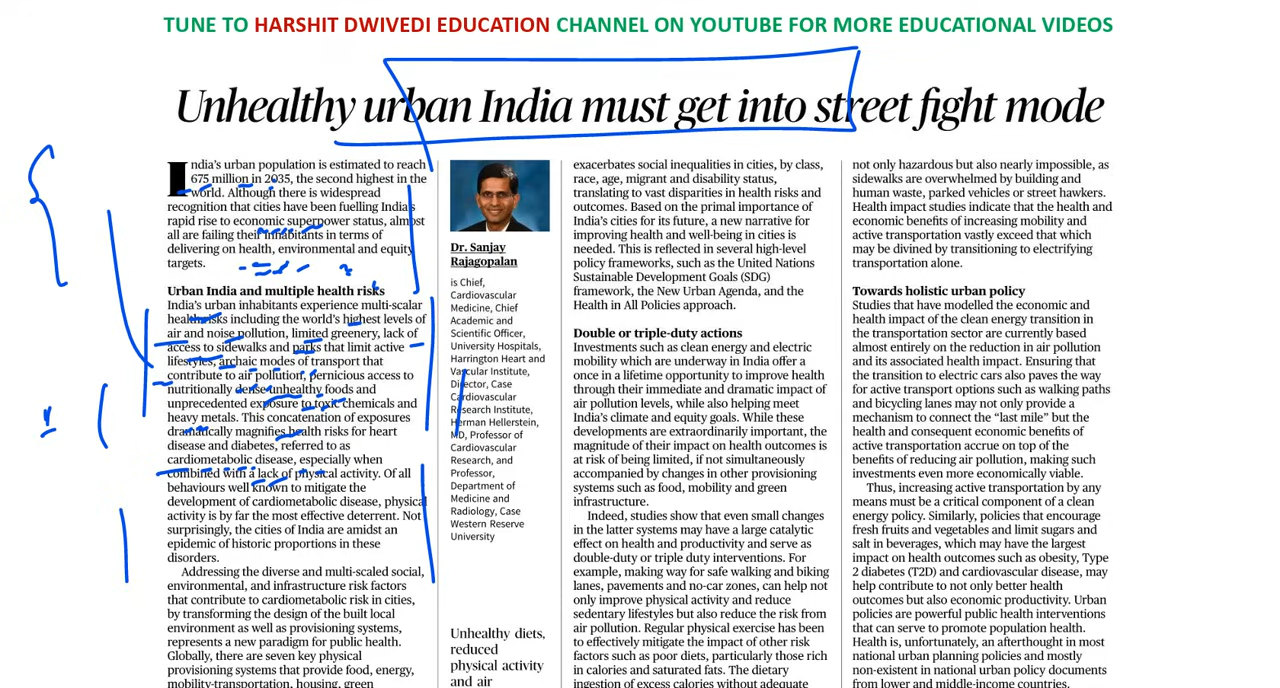 TUNE TO HARSHIT DWIVEDI EDUCATION CHANNEL ON YOUTUBE FOR MORE EDUCATIONAL VIDEOS
Unhealthy urban India must get into street fight mode
India's urban population is estimated to reach
675 million in 2035, the second highest in the
world. Although there is widespread
recognition that cities have been fuelling India's
rapid rise to economic superpower status, almost
all are failing their inhabitants in terms of
delivering on health, environmental and equity
targets.
Urban India and multiple health risks
India's urban inhabitants experience multi-scalar
health risks including the world's highest levels of
air and noise pollution, limited greenery, lack of
access to sidewalks and parks that limit active
lifestyles, archaic modes of transport that
contribute to air pollution, pernicious access to
nutritionally dense-unhealthy foods and
unprecedented exposure to toxic chemicals and
heavy metals. This concatenation of exposures
dramatically magnifies health risks for heart
disease and diabetes, referred to as
cardiometabolic disease, especially when
combined with a lack of physical activity. Of all
behaviours well known to mitigate the
development of cardiometabolic disease, physical
activity is by far the most effective deterrent. Not
surprisingly, the cities of India are amidst an
epidemic of historic proportions in these
disorders.
Addressing the diverse and multi-scaled social,
environmental, and infrastructure risk factors
that contribute to cardiometabolic risk in cities,
by transforming the design of the built local
environment as well as provisioning systems,
represents a new paradigm for public health.
Globally, there are seven key physical
provisioning systems that provide food, energy,
mobility-transportation, housing, green
Dr. Sanjay
Rajagopalan
is Chief,
Cardiovascular
Medicine, Chief
Academic and
Scientific Officer,
University Hospitals,
Harrington Heart and
Vascular Institute,
Director, Case
Cardiovascular
Research Institute,
Herman Hellerstein,
MD, Professor of
Cardiovascular
Research, and
Professor,
Department of
Medicine and
Radiology, Case
Western Reserve
University
Unhealthy diets,
reduced
physical activity
and air
exacerbates social inequalities in cities, by class,
race, age, migrant and disability status,
translating to vast disparities in health risks and
outcomes. Based on the primal importance of
India's cities for its future, a new narrative for
improving health and well-being in cities is
needed. This is reflected in several high-level
policy frameworks, such as the United Nations
Sustainable Development Goals (SDG)
framework, the New Urban Agenda, and the
Health in All Policies approach.
Double or triple-duty actions
Investments such as clean energy and electric
mobility which are underway in India offer a
once in a lifetime opportunity to improve health
through their immediate and dramatic impact of
air pollution levels, while also helping meet
India's climate and equity goals. While these
developments are extraordinarily important, the
magnitude of their impact on health outcomes is
at risk of being limited, if not simultaneously
accompanied by changes in other provisioning
systems such as food, mobility and green
infrastructure.
Indeed, studies show that even small changes
in the latter systems may have a large catalytic
effect on health and productivity and serve as
double-duty or triple duty interventions. For
example, making way for safe walking and biking
lanes, pavements and no-car zones, can help not
only improve physical activity and reduce
sedentary lifestyles but also reduce the risk from
air pollution. Regular physical exercise has been
to effectively mitigate the impact of other risk
factors such as poor diets, particularly those rich
in calories and saturated fats. The dietary
ingestion of excess calories without adequate
not only hazardous but also nearly impossible, as
sidewalks are overwhelmed by building and
human waste, parked vehicles or street hawkers.
Health impact studies indicate that the health and
economic benefits of increasing mobility and
active transportation vastly exceed that which
may be divined by transitioning to electrifying
transportation alone.
Towards holistic urban policy
Studies that have modelled the economic and
health impact of the clean energy transition in
the transportation sector are currently based
almost entirely on the reduction in air pollution
and its associated health impact. Ensuring that
the transition to electric cars also paves the way
for active transport options such as walking paths
and bicycling lanes may not only provide a
mechanism to connect the “last mile” but the
health and consequent economic benefits of
active transportation accrue on top of the
benefits of reducing air pollution, making such
investments even more economically viable.
Thus, increasing active transportation by any
means must be a critical component of a clean
energy policy. Similarly, policies that encourage
fresh fruits and vegetables and limit sugars and
salt in beverages, which may have the largest
impact on health outcomes such as obesity, Type
2 diabetes (T2D) and cardiovascular disease, may
help contribute to not only better health
outcomes but also economic productivity. Urban
policies are powerful public health interventions
that can serve to promote population health.
Health is, unfortunately, an afterthought in most
national urban planning policies and mostly
non-existent in national urban policy documents
from lower and middle-income countries.